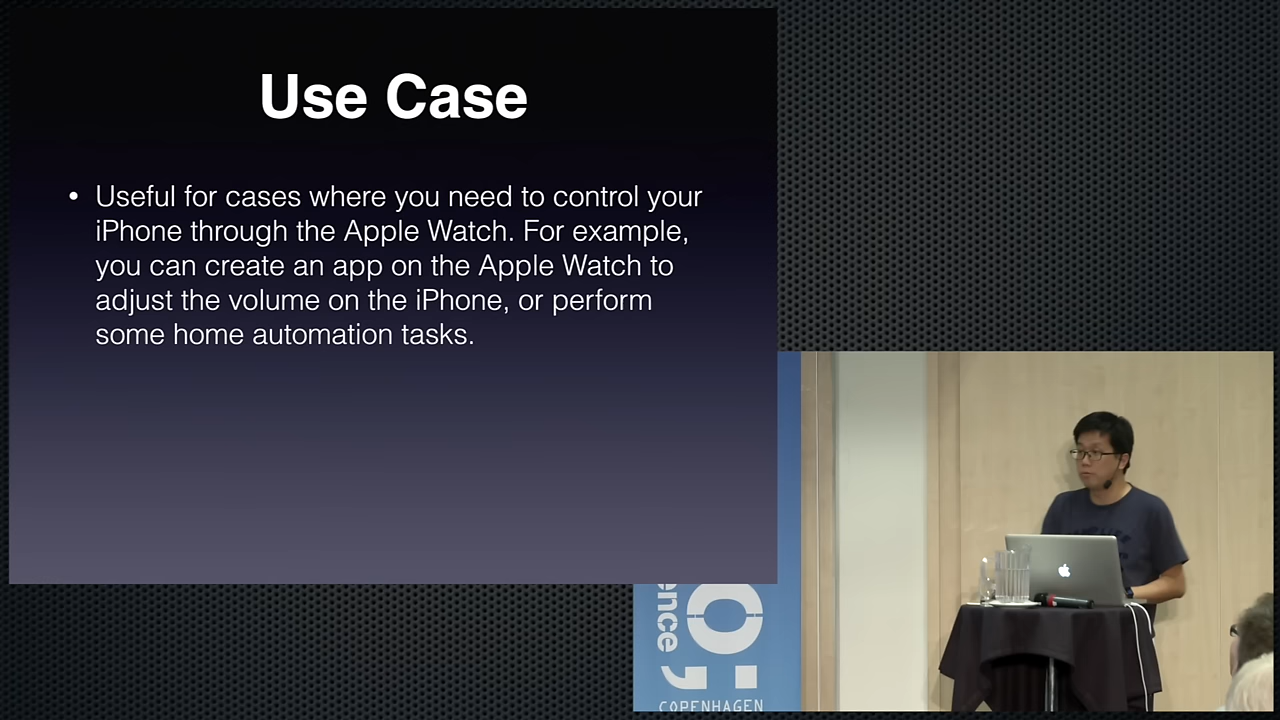 Use Case
• Useful for cases where you need to control your
iPhone through the Apple Watch. For example,
you can create an app on the Apple Watch to
adjust the volume on the iPhone, or perform
some home automation tasks.
ence
COPENHAGEN